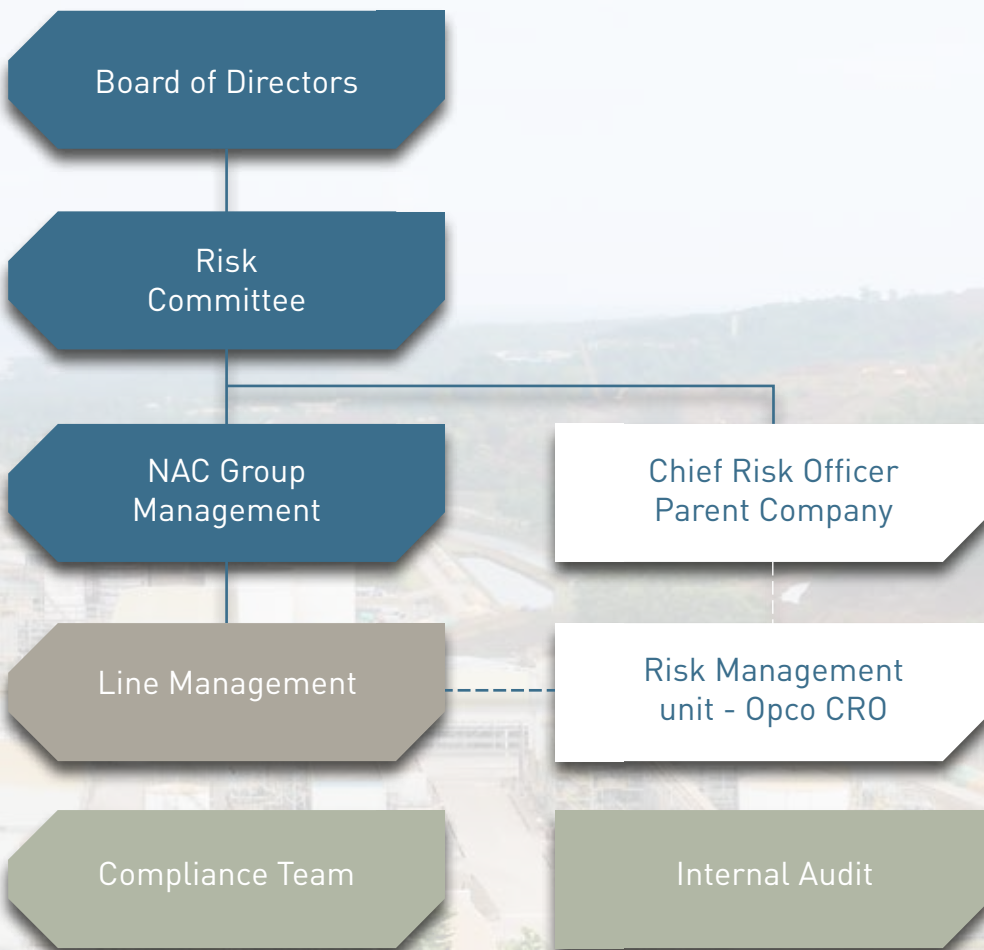 Board of Directors
Risk
Committee
NAC Group
Management
Chief Risk Officer
Parent Company
Line Management
Risk Management
unit - Opco CRO
Compliance Team
Internal Audit